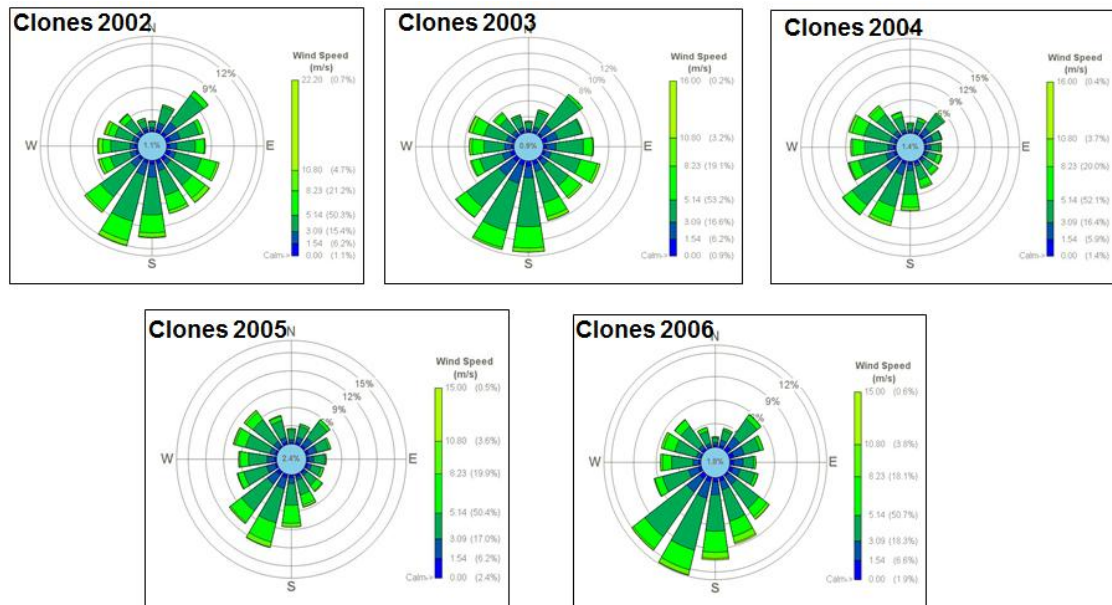 Clones 2002
N
Wind Speed
(m/s)
22.20 (0.7%)
12%
9%
10.80 (4.7%)
8.23 (21.2%)
5.14 (50.3%)
3.09 (15.4%)
1.54 (6.2%)
Calm-> 0.00 (1.1%)
W
1.1%
E
S
Clones 2003
N
Wind Speed
(m/s)
16.00 (0.2%)
12%
10%
8%
10.80 (3.2%)
8.23 (19.1%)
5.14 (53.2%)
3.09 (16.6%)
1.54 (6.2%)
Calm-> 0.00 (0.9%)
W
0.9%
E
S
Clones 2004
N
Wind Speed
(m/s)
16.00 (0.4%)
15%
12%
9%
10.80 (3.7%)
8.23 (20.0%)
5.14 (52.1%)
3.09 (16.4%)
1.54 (5.9%)
Calm-> 0.00 (1.4%)
W
1.4%
E
S
Clones 2005
N
Wind Speed
(m/s)
15.00 (0.5%)
15%
12%
9%
10.80 (3.6%)
8.23 (19.9%)
5.14 (50.4%)
3.09 (17.0%)
1.54 (6.2%)
Calm-> 0.00 (2.4%)
W
2.4%
E
S
Clones 2006
N
Wind Speed
(m/s)
15.00 (0.6%)
12%
9%
10.80 (3.8%)
8.23 (18.1%)
5.14 (50.7%)
3.09 (18.3%)
1.54 (6.6%)
Calm-> 0.00 (1.9%)
W
E
S